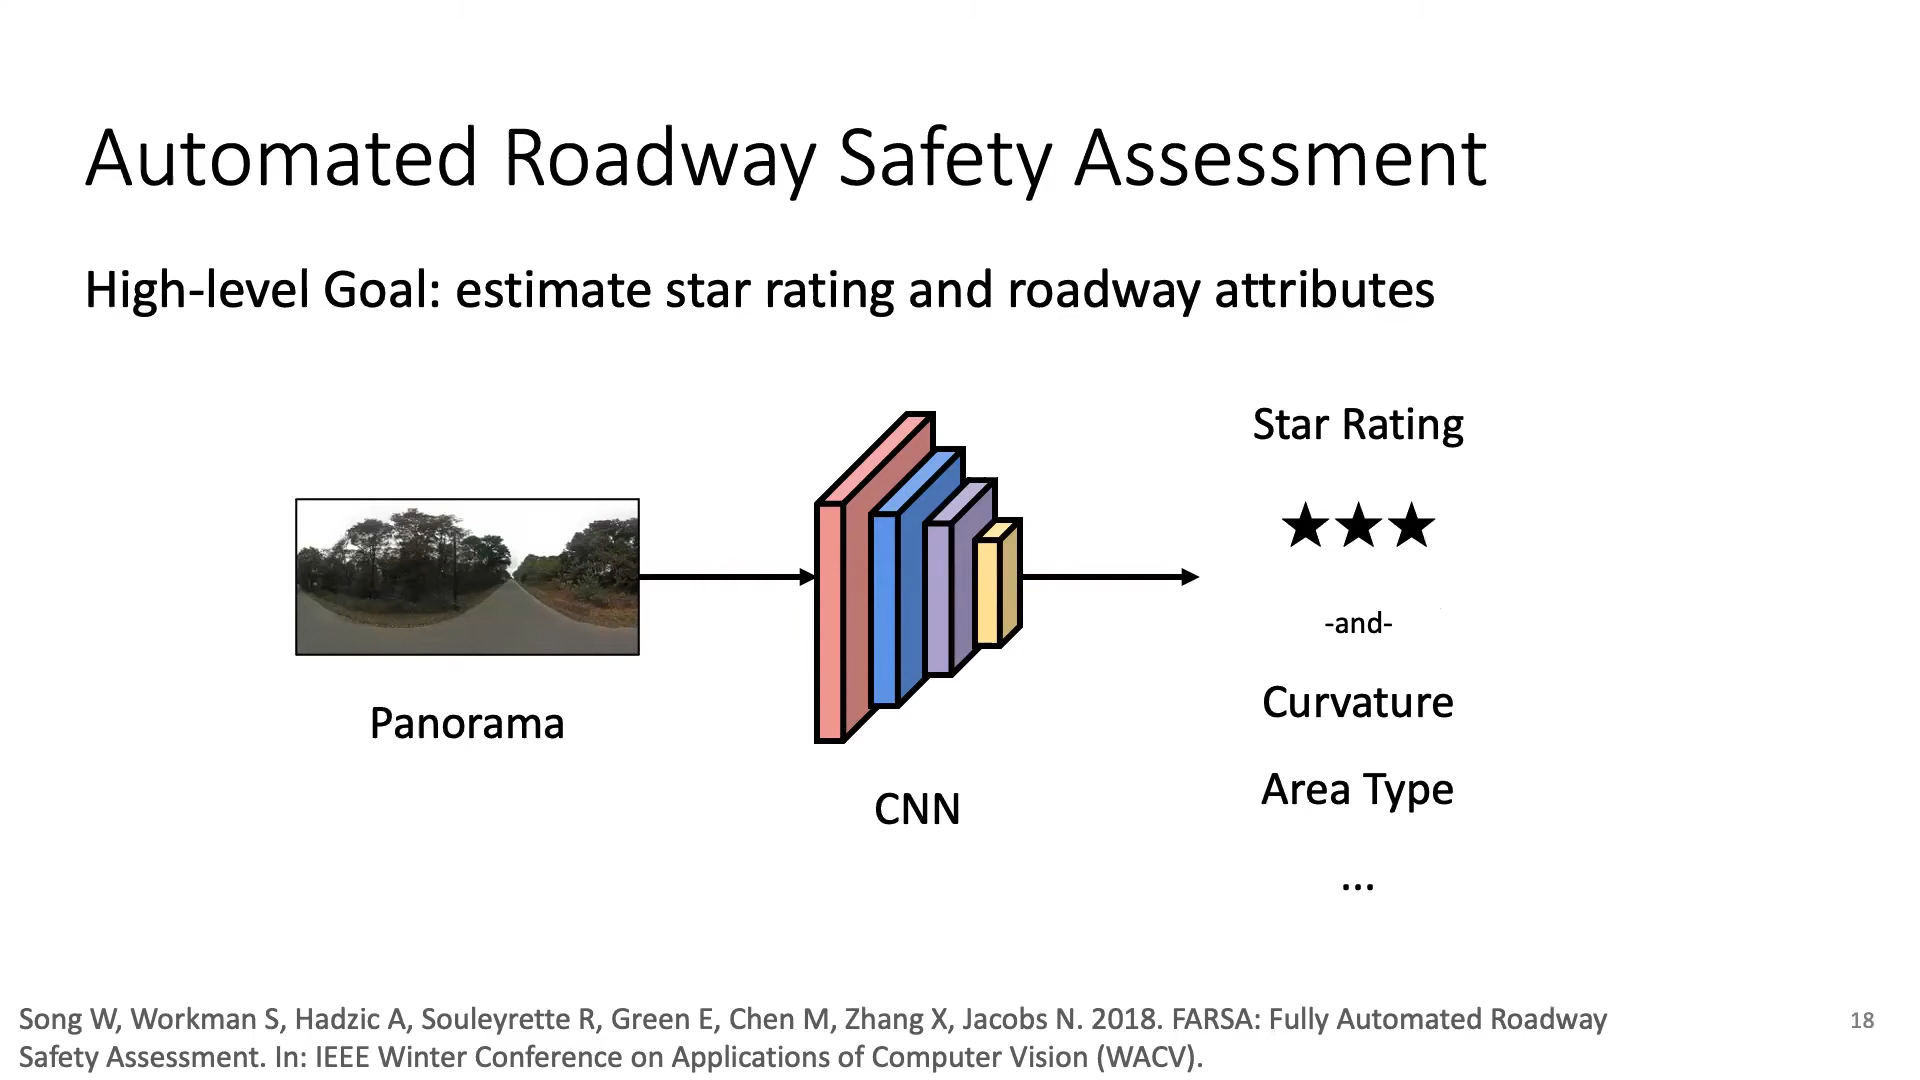 Automated Roadway Safety Assessment
High-level Goal: estimate star rating and roadway attributes
Star Rating
★★★
-and-
Panorama
Curvature
Area Type
CNN
...
Song W, Workman S, Hadzic A, Souleyrette R, Green E, Chen M, Zhang X, Jacobs N. 2018. FARSA: Fully Automated Roadway
Safety Assessment. In: IEEE Winter Conference on Applications of Computer Vision (WACV).
18